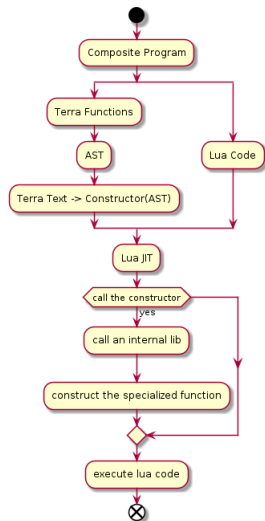 Composite Program
Terra Functions
AST
Lua Code
Terra Text -> Constructor(AST)
Lua JIT
call the constructor
yes
call an internal lib
construct the specialized function
execute lua code